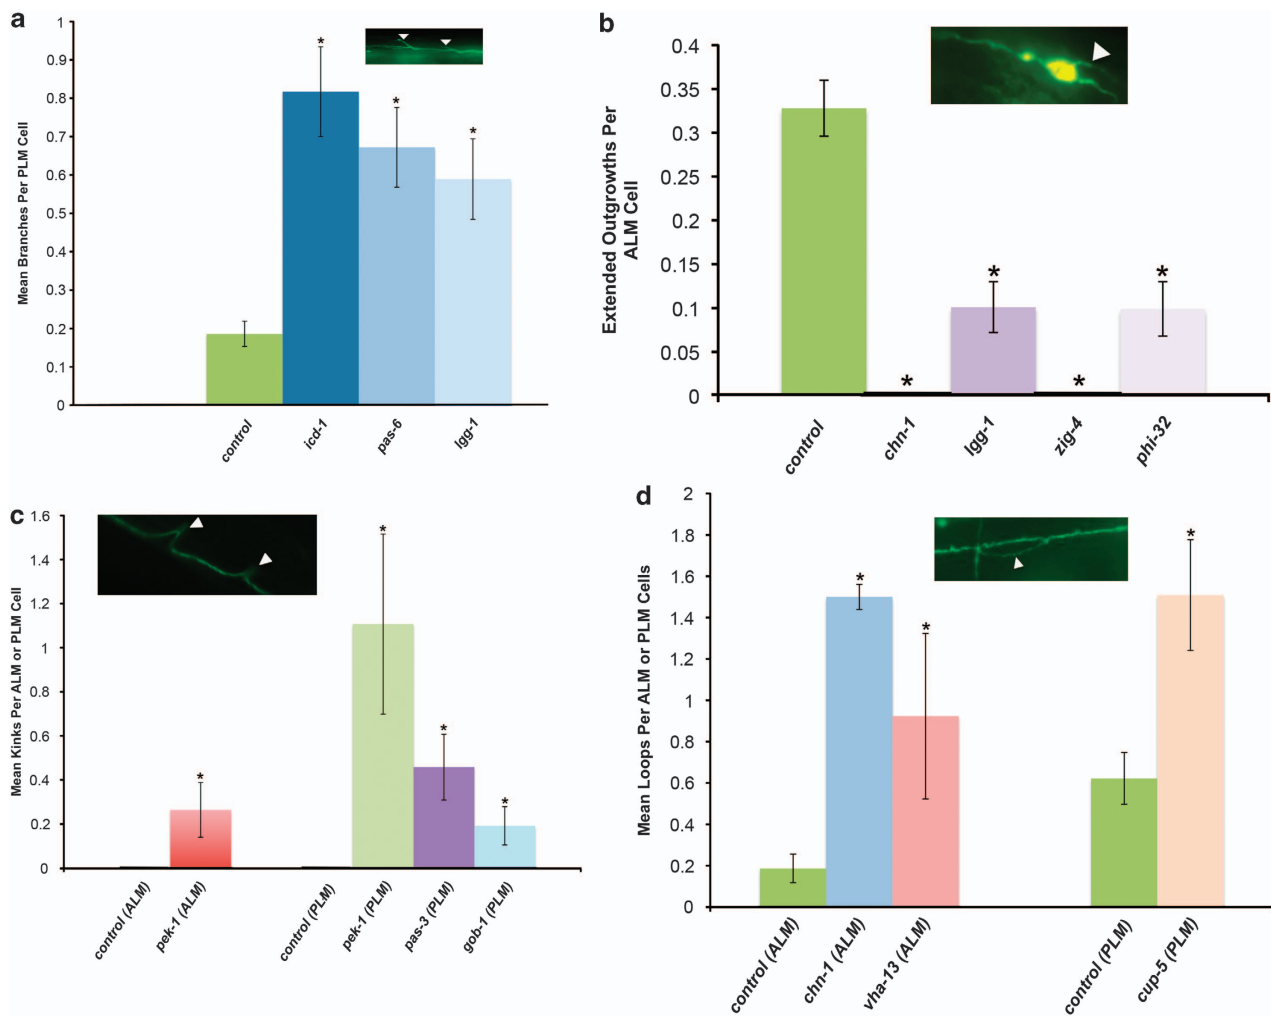 a
Mean Branches Per PLM Cell
1
0.9
0.8
0.7
0.6
0.5
0.4
0.3
0.2
0.1
0
*
*
*
control
icd-1
pas-6
lgg-1
b
Extended Outgrowths Per
ALM Cell
0.4
0.35
0.3
0.25
0.2
0.15
0.1
0.05
0
*
*
*
*
control
chn-1
lgg-1
zig-4
phi-32
c
Mean Kinks Per ALM or PLM Cell
1.6
1.4
1.2
1
0.8
0.6
0.4
0.2
0
*
*
*
*
control (ALM)
pek-1 (ALM)
control (PLM)
pek-1 (PLM)
pas-3 (PLM)
gob-1 (PLM)
d
Mean Loops Per ALM or PLM Cells
2
1.8
1.6
1.4
1.2
1
0.8
0.6
0.4
0.2
0
*
*
*
control (ALM)
chn-1 (ALM)
vha-13 (ALM)
control (PLM)
cup-5 (PLM)